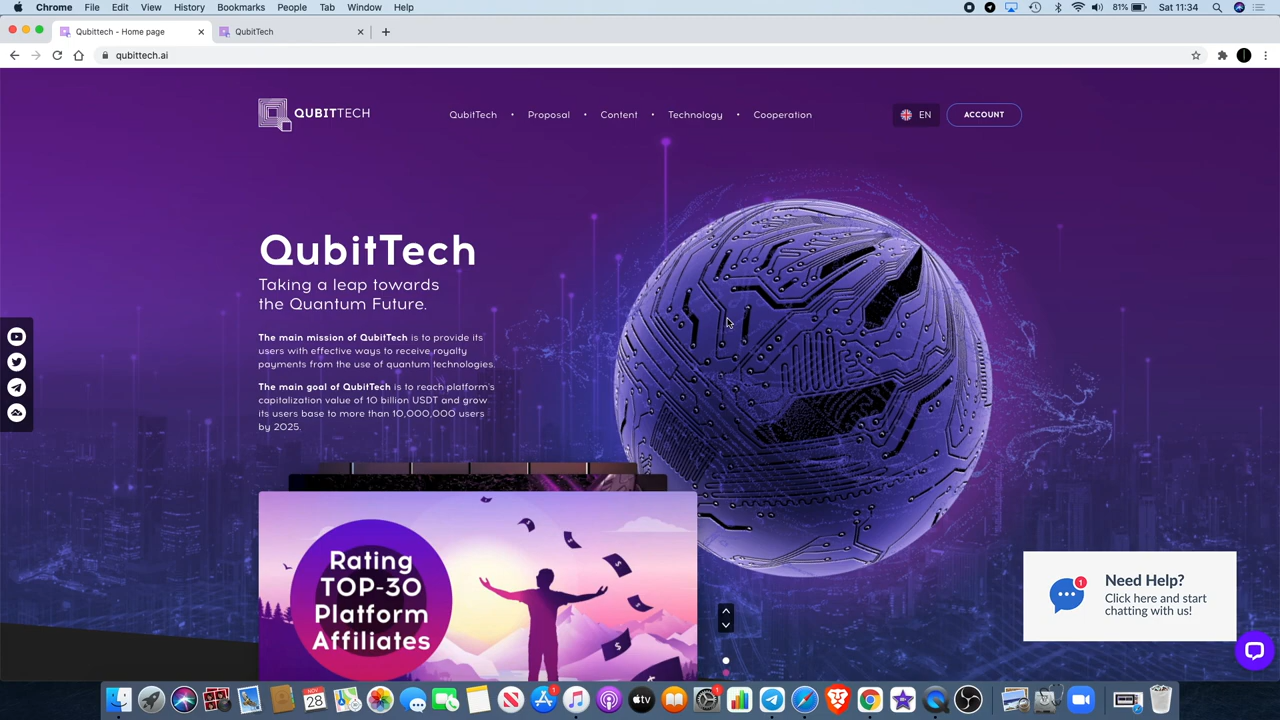 Chrome File Edit View History Bookmarks People Tab Window Help
81% Sat 11:34
Qubittech - Home page
QubitTech
qubittech.ai
QUBITTECH
QubitTech • Proposal • Content • Technology • Cooperation
EN
ACCOUNT
QubitTech
Taking a leap towards
the Quantum Future.
The main mission of QubitTech is to provide its
users with effective ways to receive royalty
payments from the use of quantum technologies.
The main goal of QubitTech is to reach platform's
capitalization value of 10 billion USDT and grow
its users base to more than 10,000,000 users
by 2025.
Rating
TOP-30
Platform
Affiliates
1
Need Help?
Click here and start
chatting with us!
NOV
28
1
1